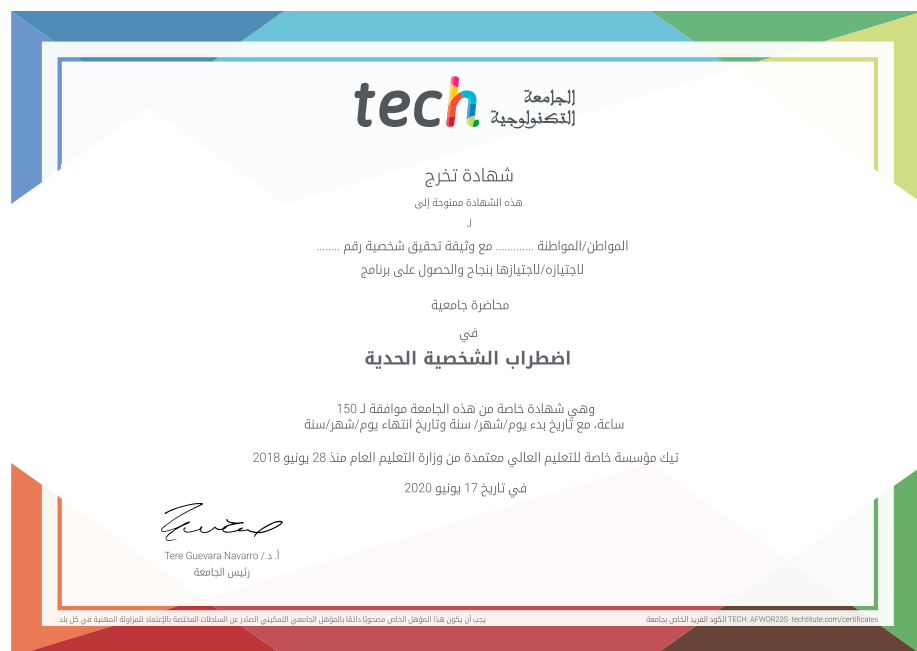 tech
الجامعة
التكنولوجية
شهادة تخرج
هذه الشهادة ممنوحة إلى
لـ
المواطن/المواطنة ............ مع وثيقة تحقيق شخصية رقم ........
لاجتيازه/لاجتيازها بنجاح والحصول على برنامج
محاضرة جامعية
في
اضطراب الشخصية الحدية
وهي شهادة خاصة من هذه الجامعة موافقة لـ 150
ساعة، مع تاريخ بدء يوم/شهر/ سنة وتاريخ انتهاء يوم/شهر/سنة
تيك مؤسسة خاصة للتعليم العالي معتمدة من وزارة التعليم العام منذ 28 يونيو 2018
في تاريخ 17 يونيو 2020
أ. د./ Tere Guevara Navarro
رئيس الجامعة
يجب أن يكون هذا المؤهل الخاص مصحوبًا دائمًا بالمؤهل الجامعي التمكيني الصادر عن السلطات المختصة بالإعتماد للمزاولة المهنية في كل بلد.
الكود الفريد الخاص بجامعة TECH: AFWOR23S techtitute.com/certificates